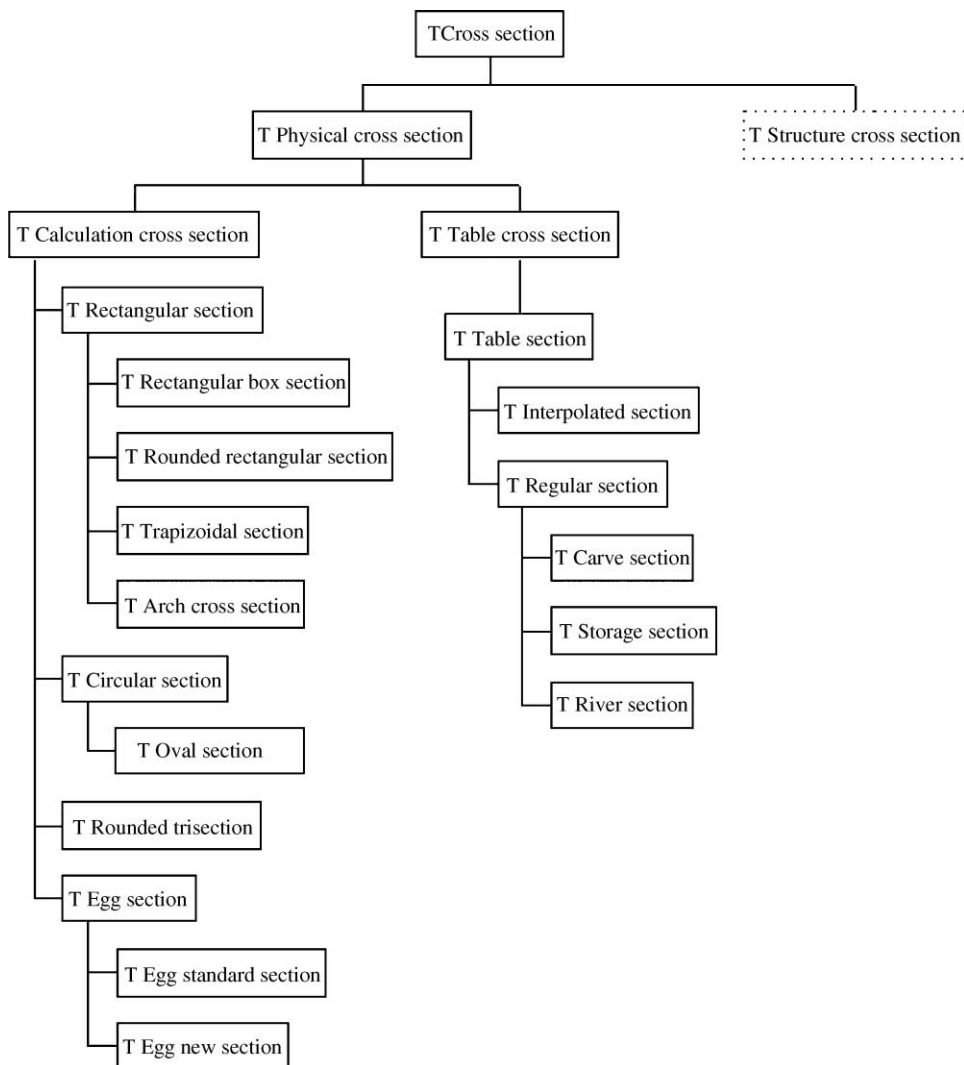 TCross section
T Physical cross section
T Structure cross section
T Calculation cross section
T Table cross section
T Rectangular section
T Rectangular box section
T Rounded rectangular section
T Trapizoidal section
T Arch cross section
T Circular section
T Oval section
T Rounded trisection
T Egg section
T Egg standard section
T Egg new section
T Table section
T Interpolated section
T Regular section
T Carve section
T Storage section
T River section